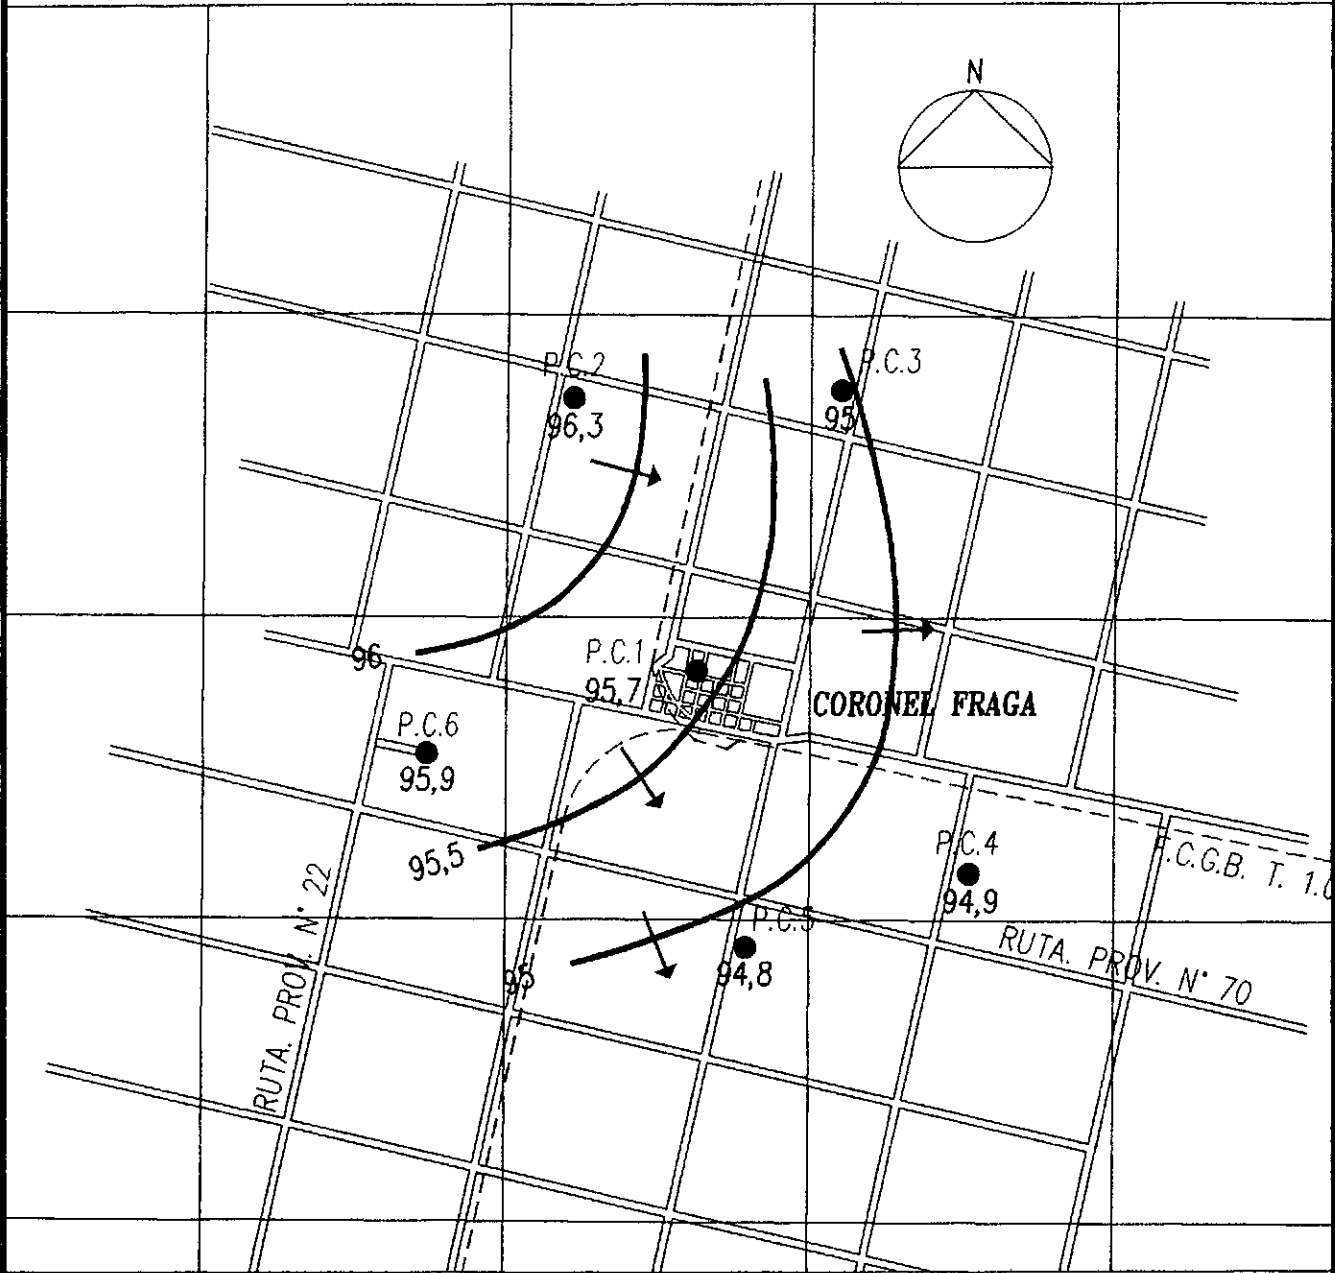 N
P.C.2
96,3
P.C.3
95
96
P.C.1
95,7
CORONEL FRAGA
P.C.6
95,9
95,5
P.C.4
94,9
F.C.G.B. T. 1.0
P.C.5
94,8
95
RUTA. PROV. N° 22
RUTA. PROV. N° 70